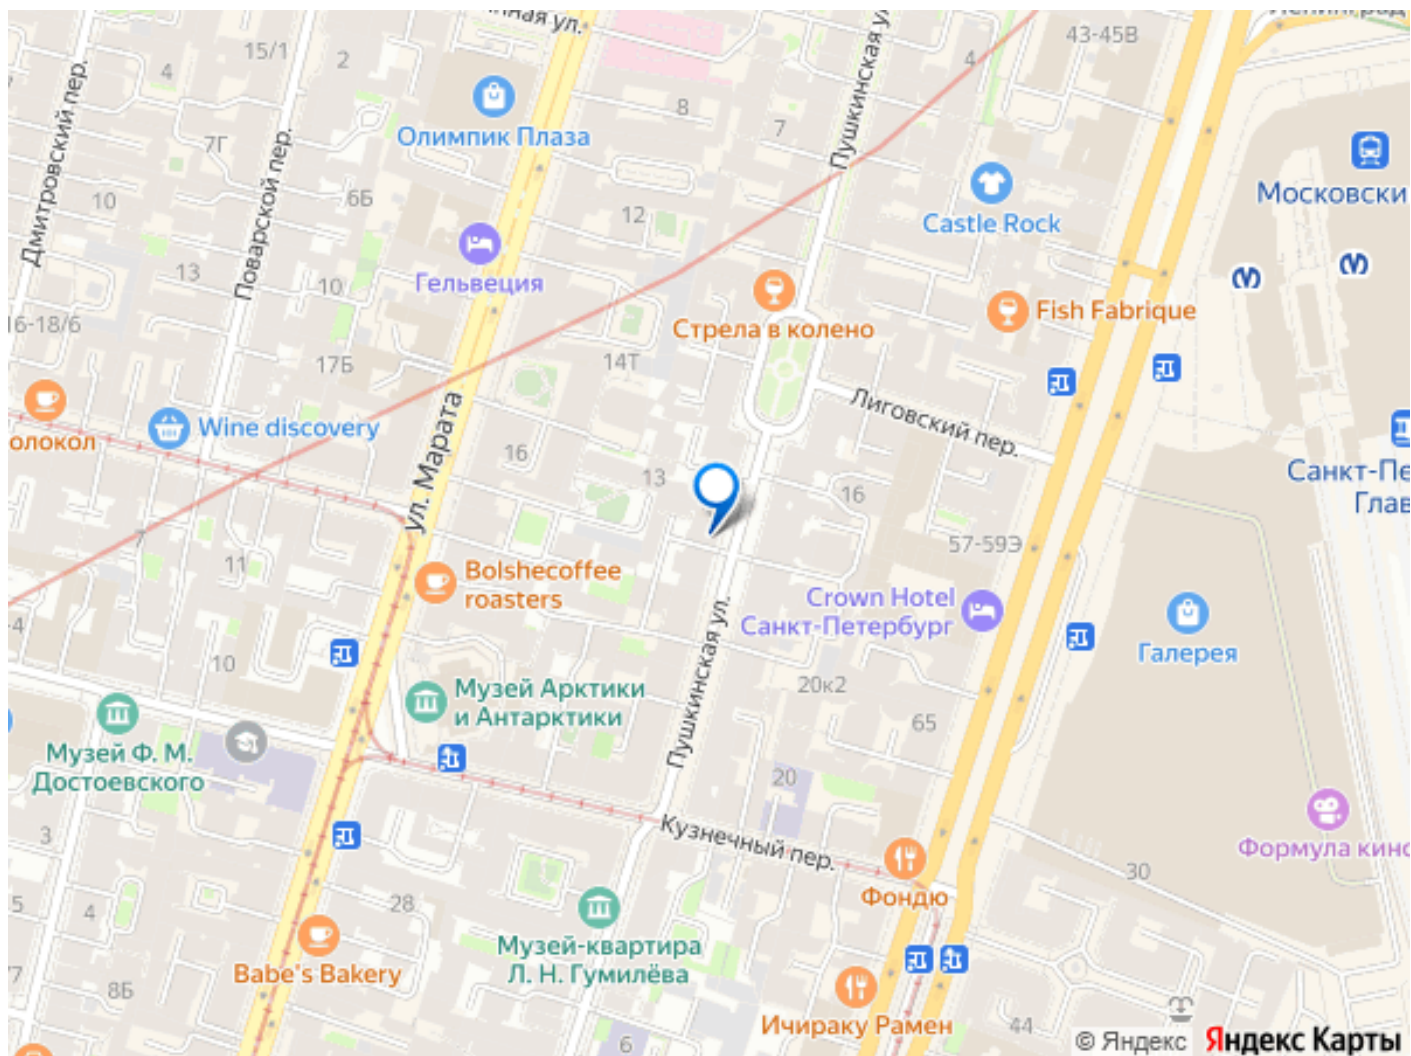 43-45В
15/1
2
4
4
Пушкинская ул.
8
7
Олимпик Плаза
7Г
Дмитровский пер.
Поварской пер.
10
6Б
12
Castle Rock
Московски
13
10
Гельвеция
16-18/6
Стрела в колено
Fish Fabrique
17Б
14Т
Лиговский пер.
олокол
Wine discovery
ул. Марата
16
13
16
Санкт-Пе
Глав
7
11
57-59Э
Bolshecoffee
roasters
Crown Hotel
Санкт-Петербург
-4
10
Галерея
Музей Арктики
и Антарктики
Пушкинская ул.
20к2
65
Музей Ф. М.
Достоевского
20
3
Кузнечный пер.
Формула кино
30
Фондю
5
4
28
Музей-квартира
Л. Н. Гумилёва
Babe's Bakery
77
8Б
Ичираку Рамен
44
6
© Яндекс Яндекс Карты